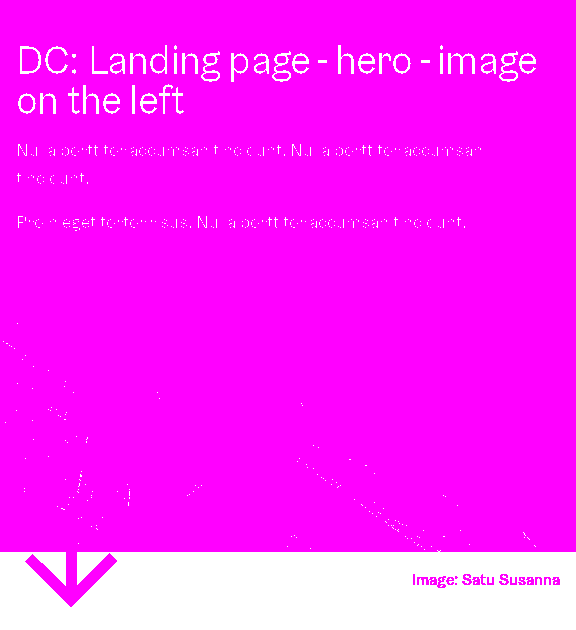 DC: Landing page - hero - image
on the left
Nulla porttitor accumsan tincidunt. Nulla porttitor accumsan
tincidunt.
Proin eget tortor risus. Nulla porttitor accumsan tincidunt.
Image: Satu Susanna